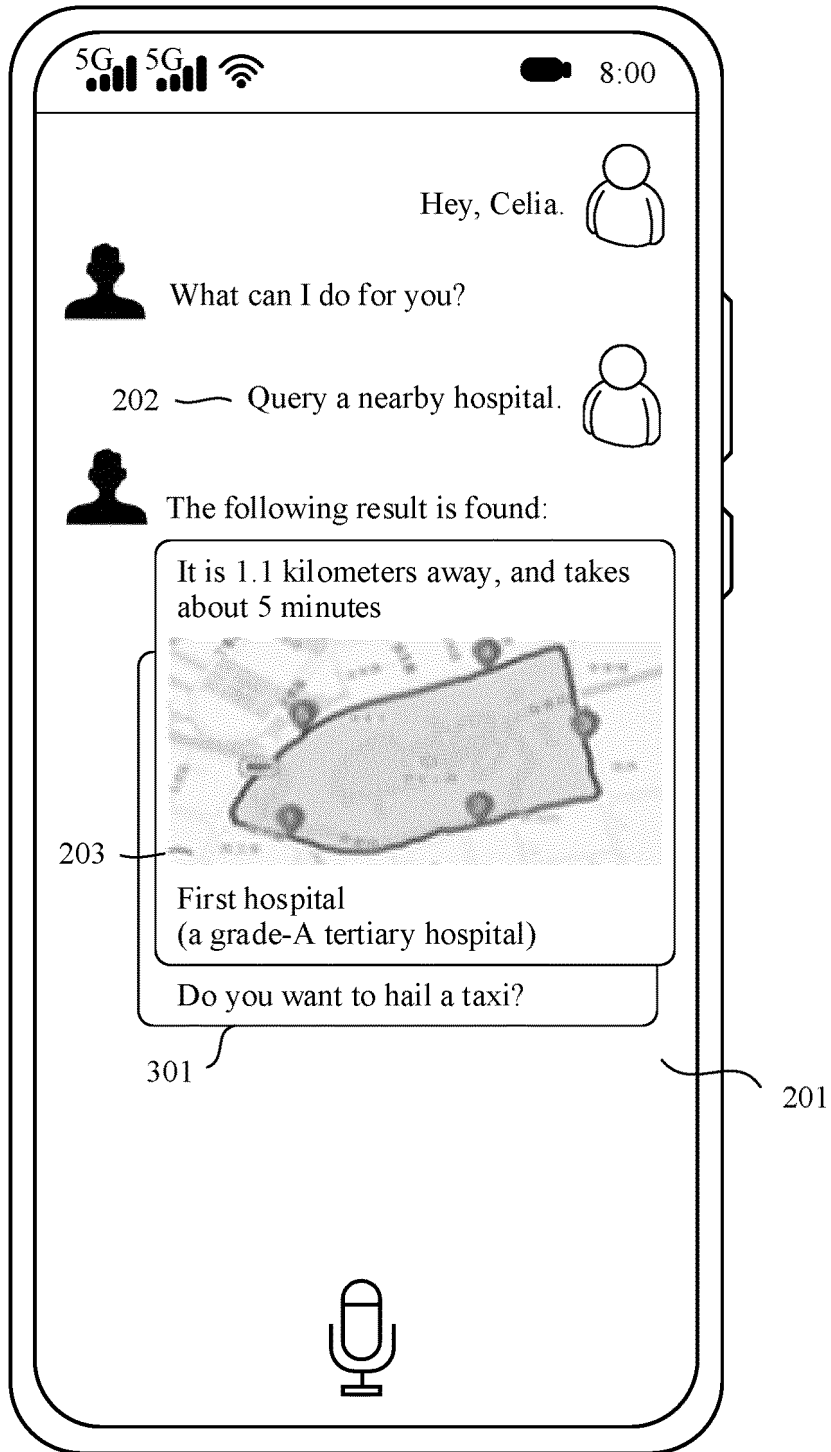 5G 5G 8:00
Hey, Celia.
What can I do for you?
202 Query a nearby hospital.
The following result is found:
It is 1.1 kilometers away, and takes
about 5 minutes
203
First hospital
(a grade-A tertiary hospital)
Do you want to hail a taxi?
301
201